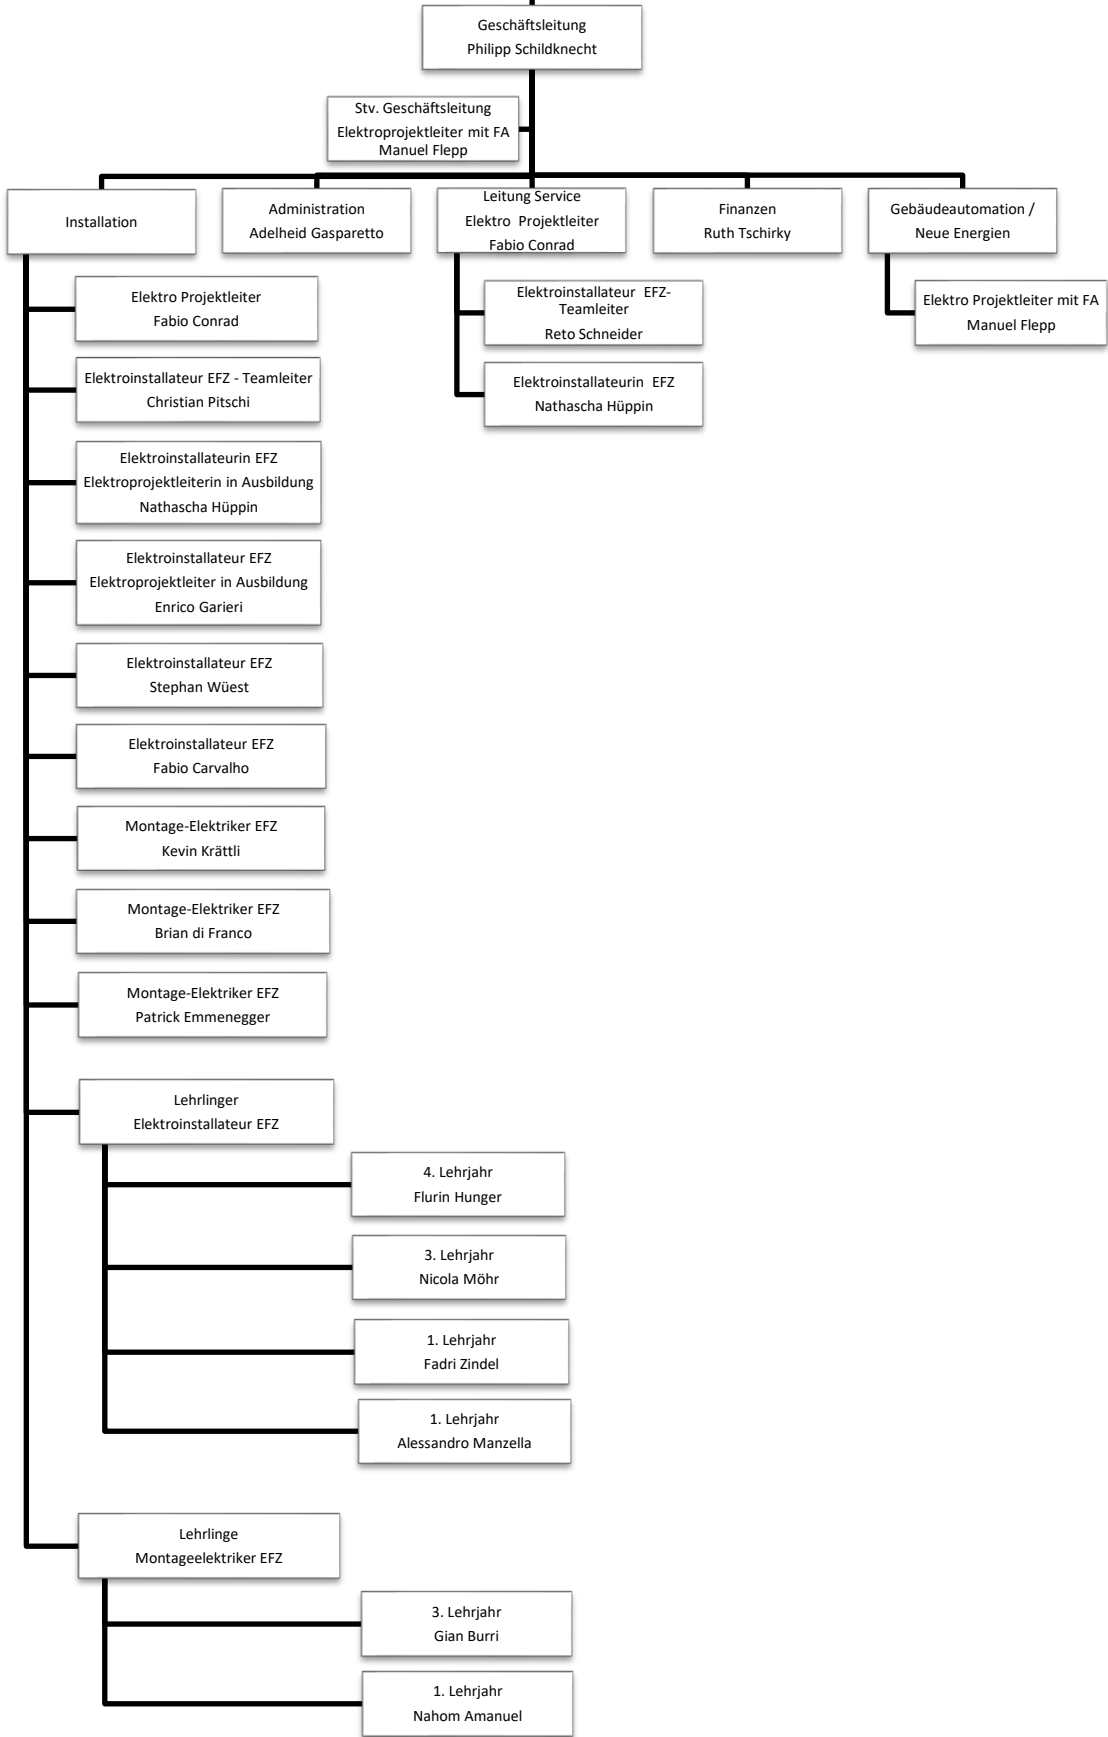 Geschäftsleitung
Philipp Schildknecht
Stv. Geschäftsleitung
Elektroprojektleiter mit FA
Manuel Flepp
Installation
Administration
Adelheid Gasparetto
Leitung Service
Elektro Projektleiter
Fabio Conrad
Finanzen
Ruth Tschirky
Gebäudeautomation /
Neue Energien
Elektro Projektleiter
Fabio Conrad
Elektroinstallateur EFZ - Teamleiter
Christian Pitschi
Elektroinstallateurin EFZ
Elektroprojektleiterin in Ausbildung
Nathascha Hüppin
Elektroinstallateur EFZ
Elektroprojektleiter in Ausbildung
Enrico Garieri
Elektroinstallateur EFZ
Stephan Wüest
Elektroinstallateur EFZ
Fabio Carvalho
Montage-Elektriker EFZ
Kevin Krättli
Montage-Elektriker EFZ
Brian di Franco
Montage-Elektriker EFZ
Patrick Emmenegger
Lehrlinger
Elektroinstallateur EFZ
4. Lehrjahr
Flurin Hunger
3. Lehrjahr
Nicola Möhr
1. Lehrjahr
Fadri Zindel
1. Lehrjahr
Alessandro Manzella
Lehrlinge
Montageelektriker EFZ
3. Lehrjahr
Gian Burri
1. Lehrjahr
Nahom Amanuel
Elektroinstallateur EFZ-
Teamleiter
Reto Schneider
Elektroinstallateurin EFZ
Nathascha Hüppin
Elektro Projektleiter mit FA
Manuel Flepp